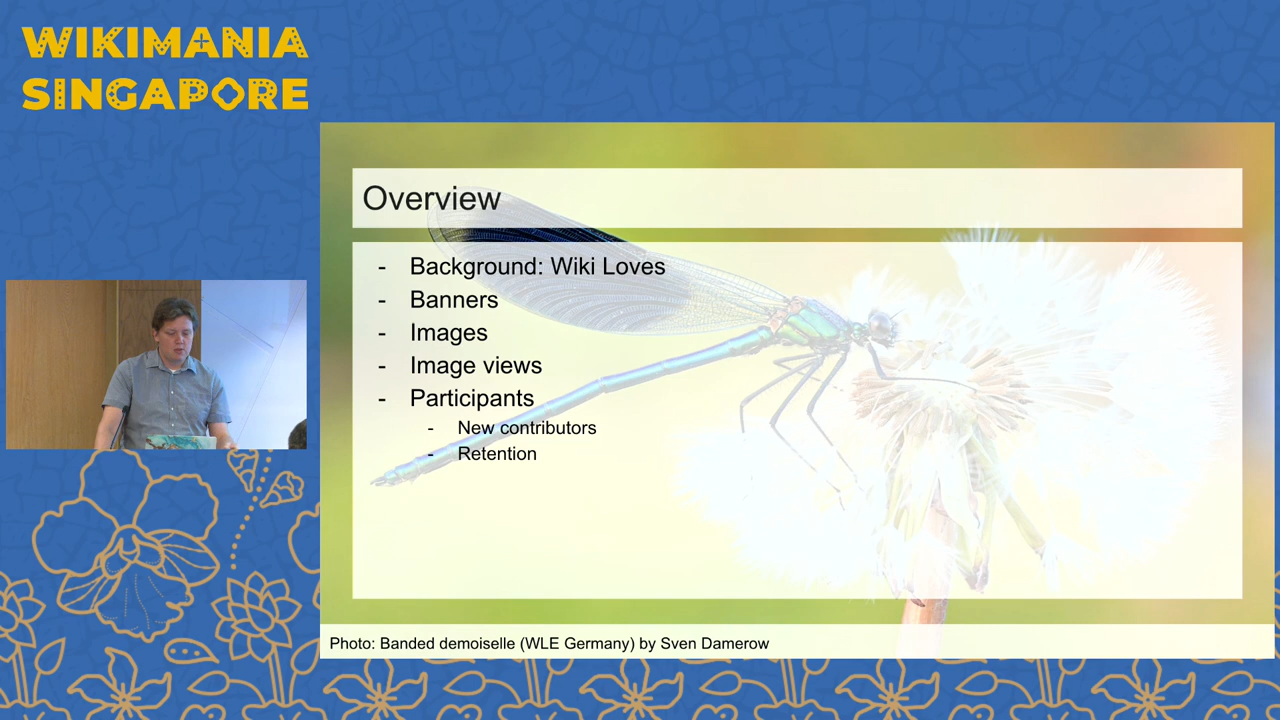 WIKIMANIA
SINGAPORE
Overview
- Background: Wiki Loves
- Banners
- Images
- Image views
- Participants
- New contributors
- Retention
Photo: Banded demoiselle (WLE Germany) by Sven Damerow